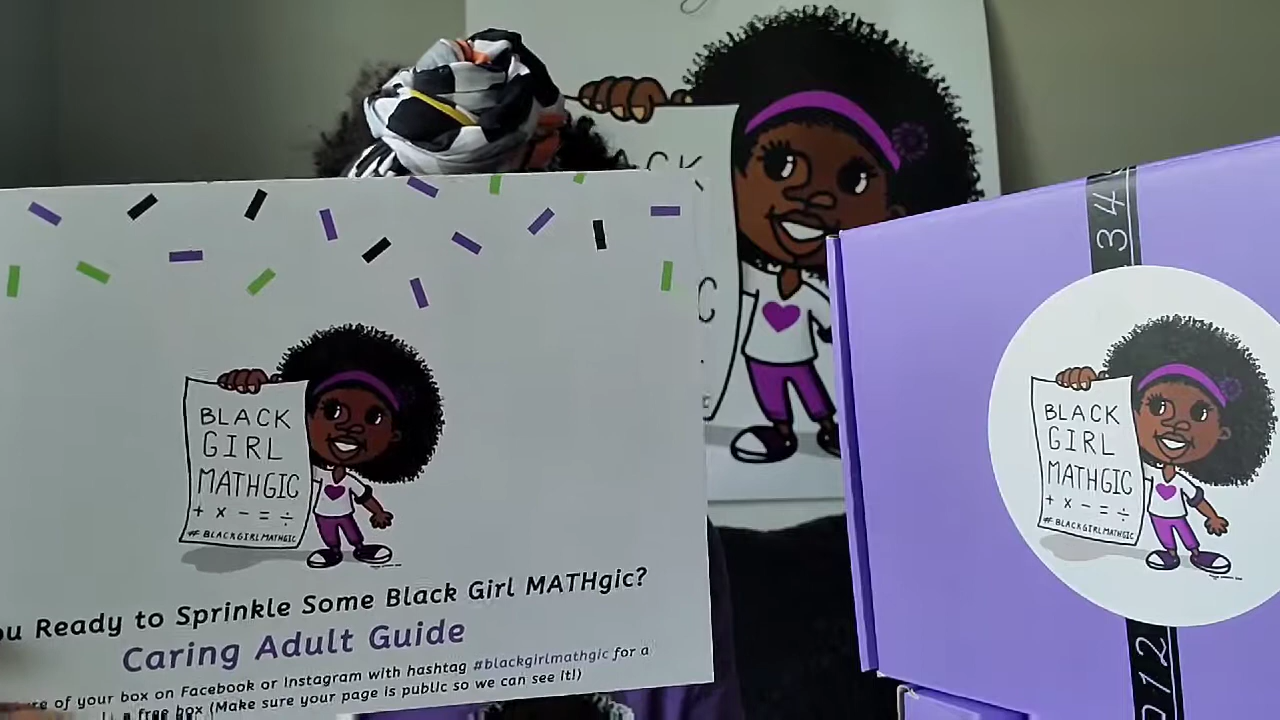 CK
C
BLACK
GIRL
MATHGIC
+ x - = ÷
#BLACKGIRLMATHGIC
Ready to Sprinkle Some Black Girl MATHgic?
Caring Adult Guide
of your box on Facebook or Instagram with hashtag #blackgirlmathgic for a
free box (Make sure your page is public so we can see it!)
34
BLACK
GIRL
MATHGIC
+ x - = ÷
#BLACKGIRLMATHGIC
012